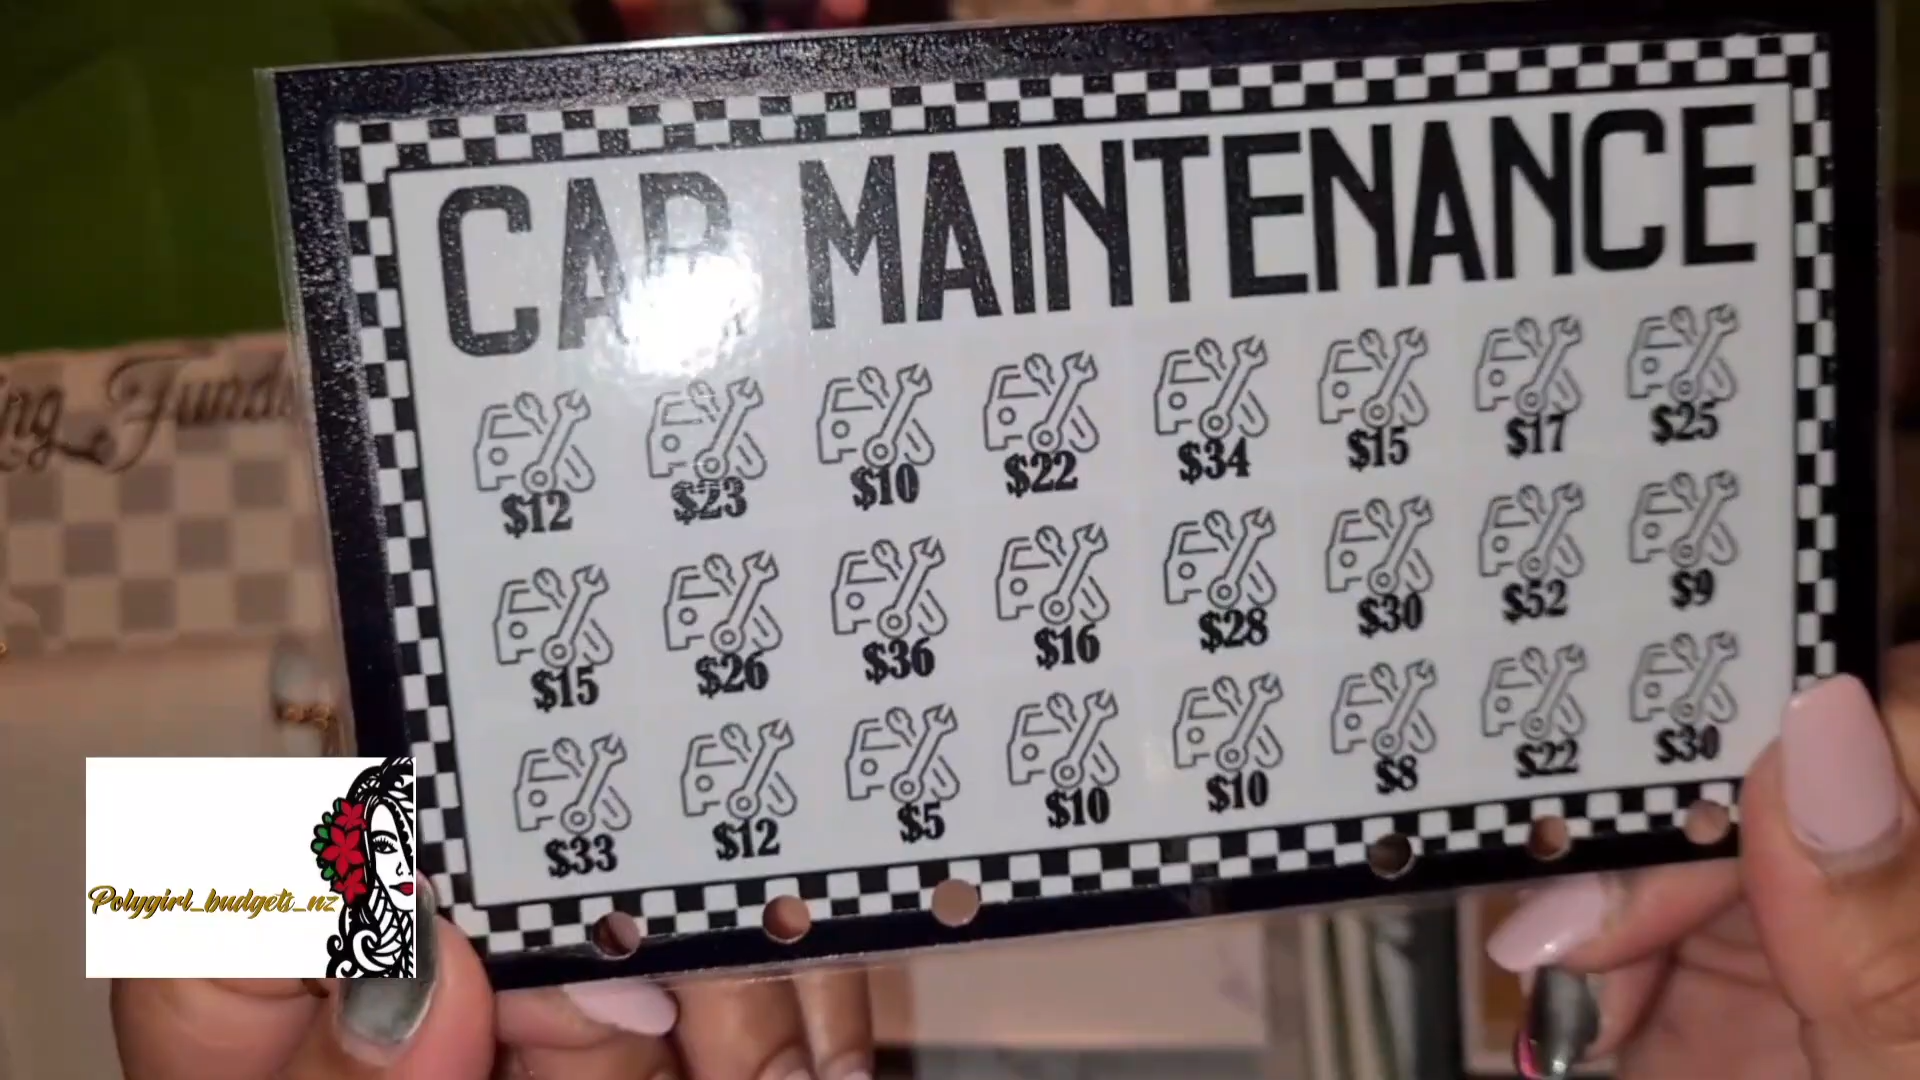 CAR MAINTENANCE
$12 $23 $10 $22 $34 $15 $17 $25
$15 $26 $36 $16 $28 $30 $52 $9
$33 $12 $5 $10 $10 $8 $22 $30
Funds
Polygirl_budgets_nz